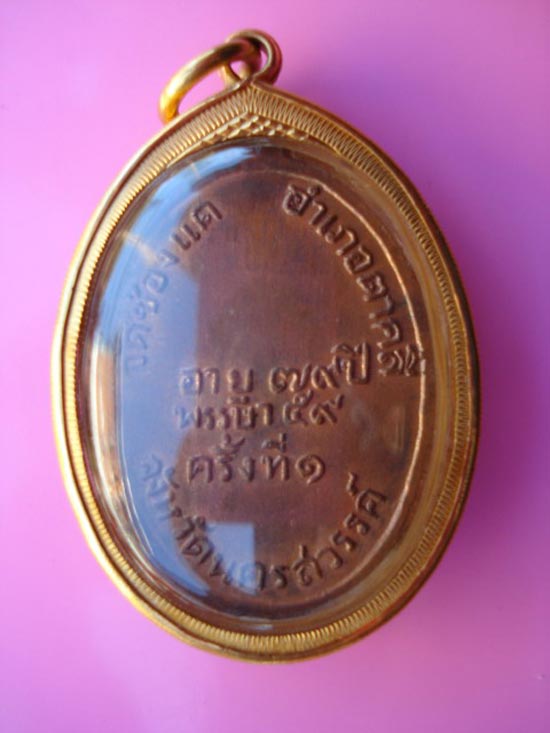 วัดช่องแค
อำเภอตาคลี
อายุ ๗๙ ปี
พรรษา ๕๙
ครั้งที่ ๑
จังหวัดนครสวรรค์